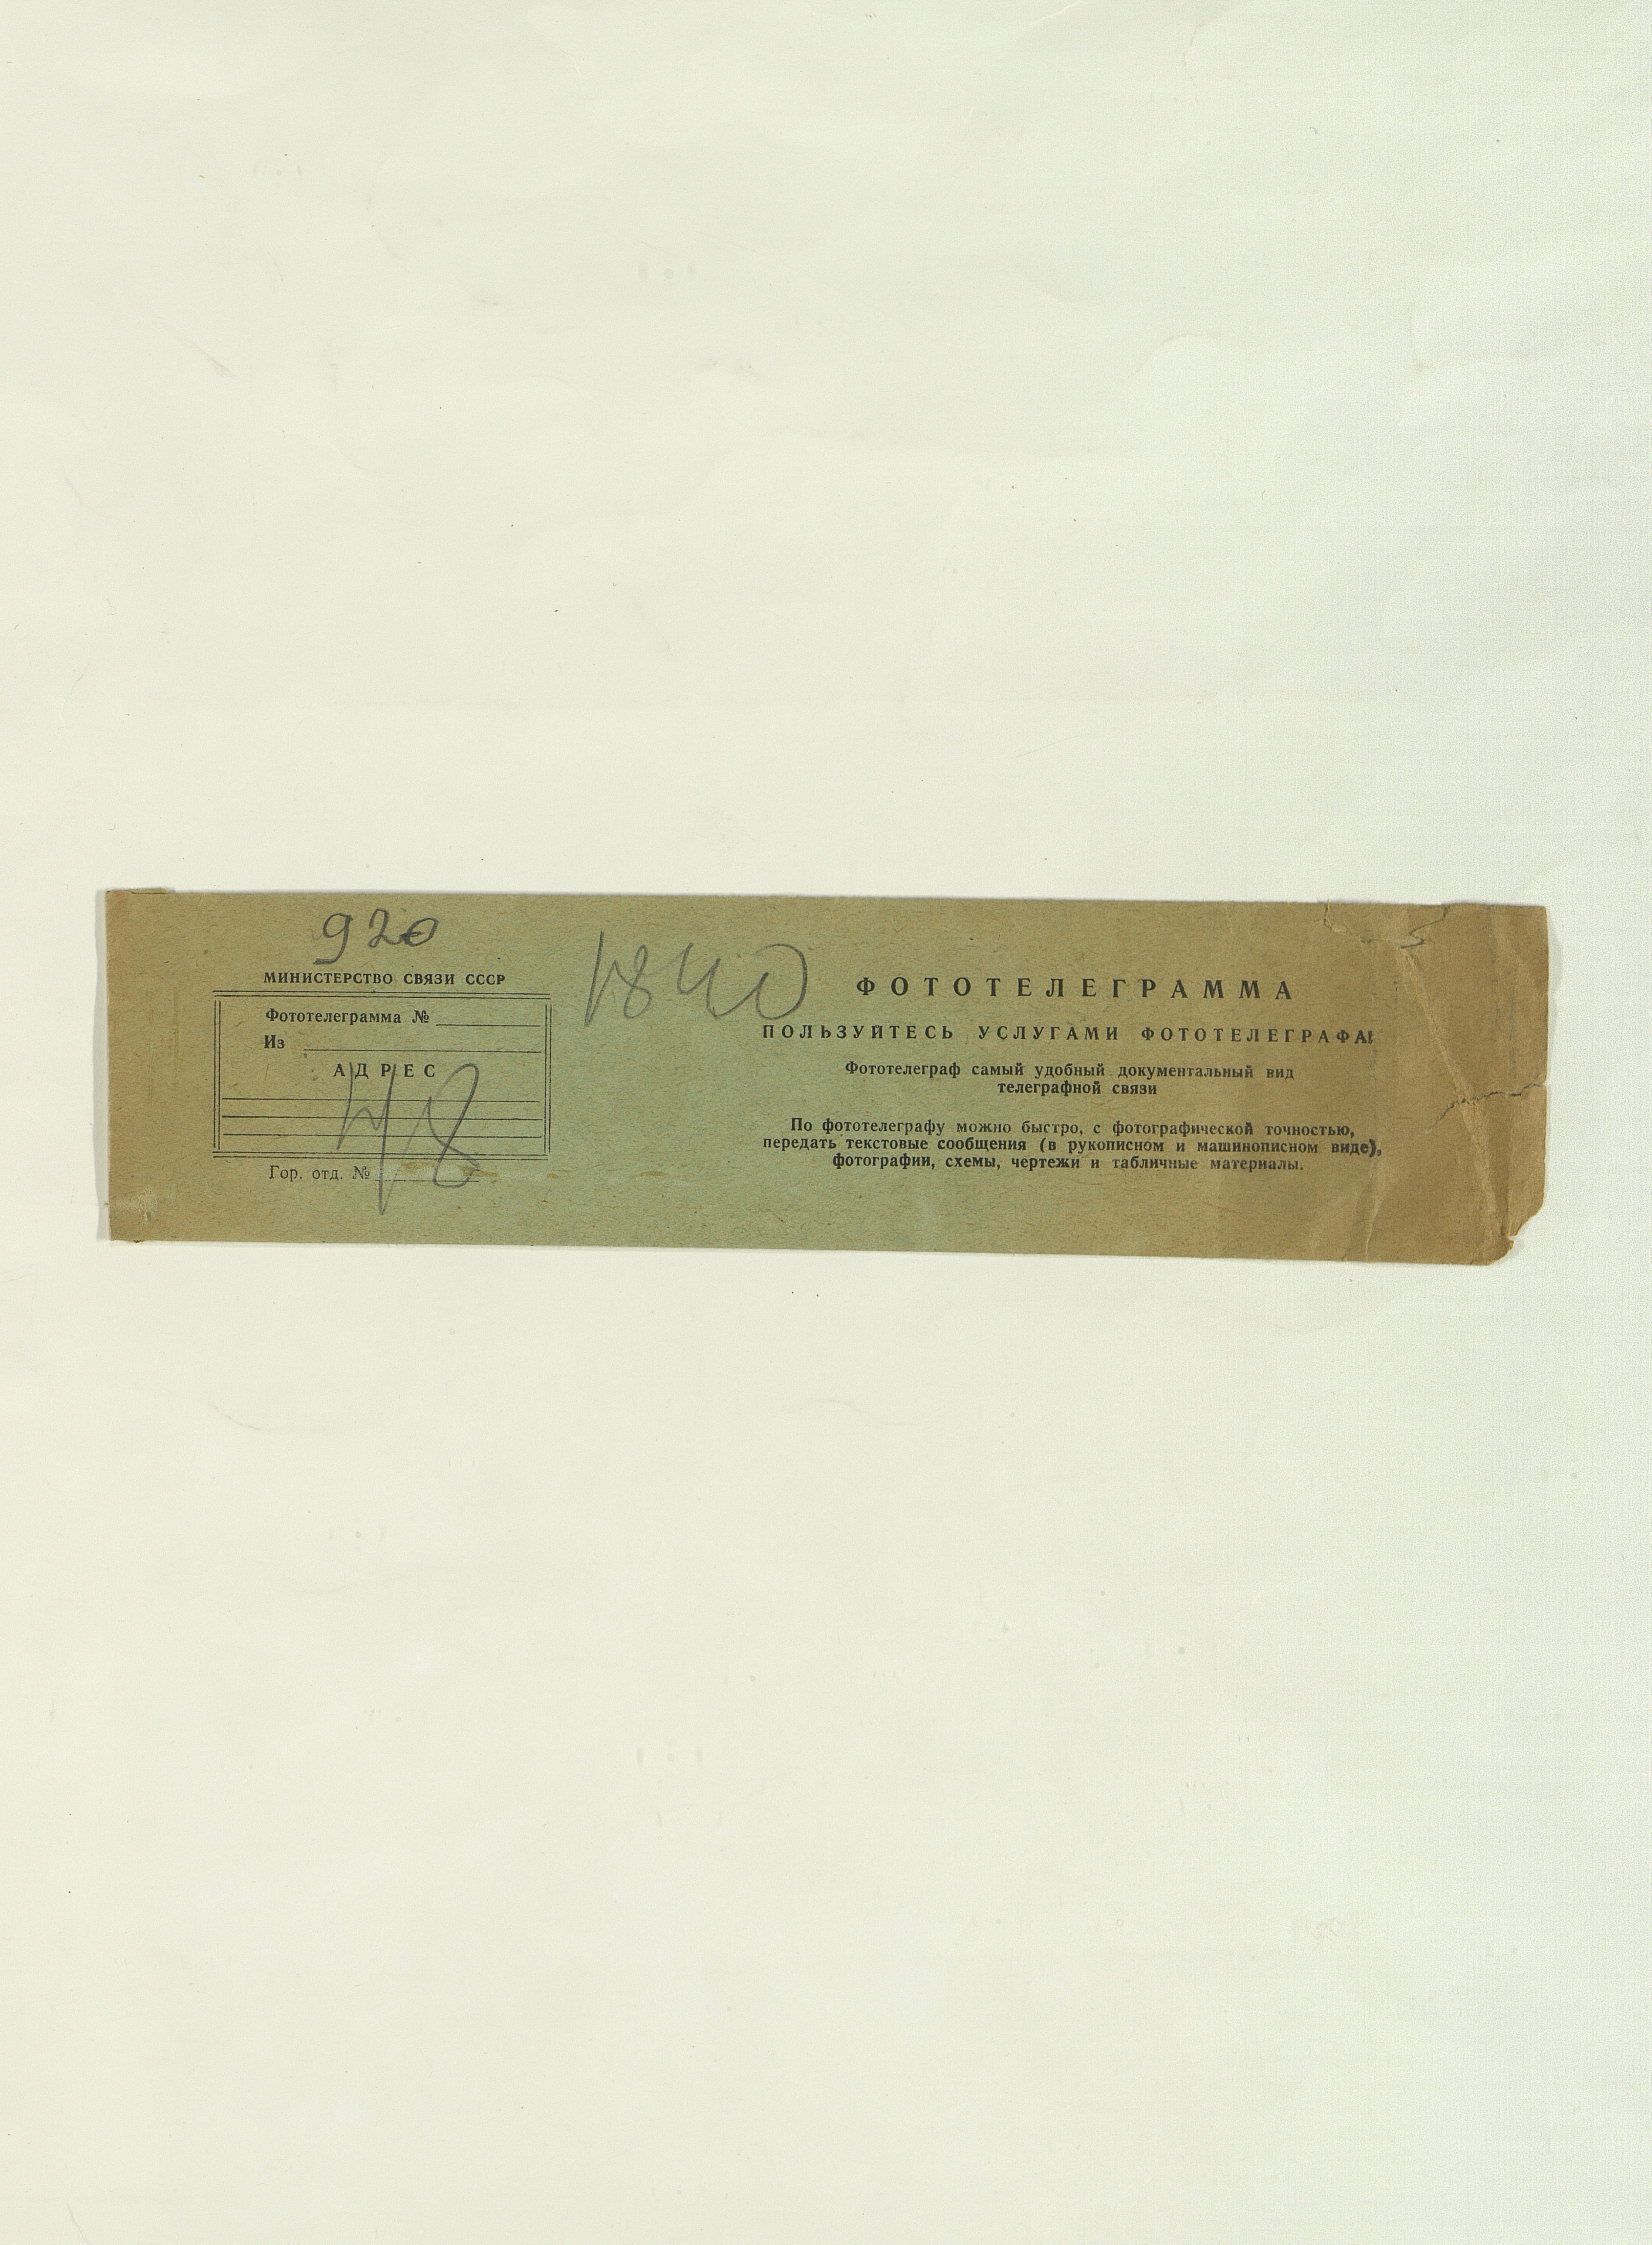 920
МИНИСТЕРСТВО СВЯЗИ СССР
Фототелеграмма №
Из
АДРЕС
Гор. отд. №
1840
ФОТОТЕЛЕГРАММА
ПОЛЬЗУЙТЕСЬ УСЛУГАМИ ФОТОТЕЛЕГРАФА!
Фототелеграф самый удобный документальный вид
телеграфной связи
По фототелеграфу можно быстро, с фотографической точностью,
передать текстовые сообщения (в рукописном и машинописном виде),
фотографии, схемы, чертежи и табличные материалы.